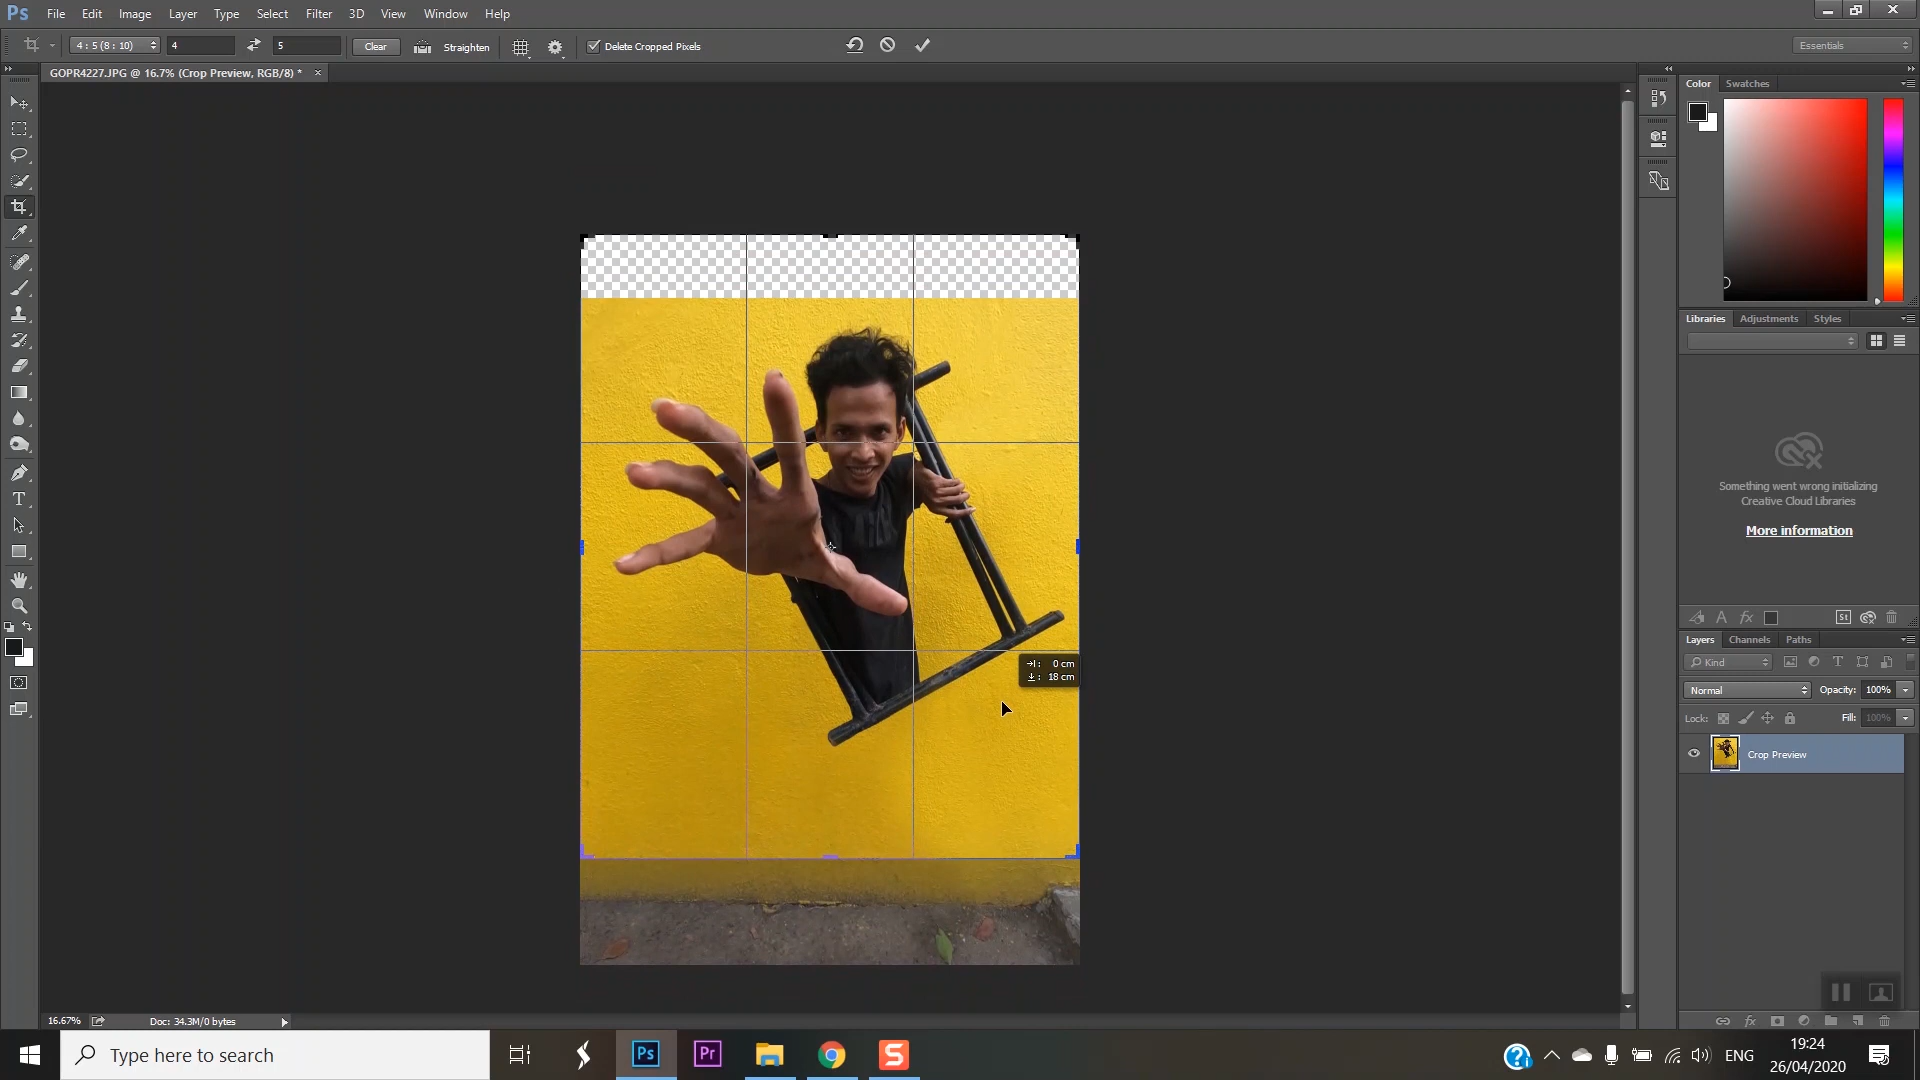 Ps File Edit Image Layer Type Select Filter 3D View Window Help
4 : 5 (8 : 10) 4 5 Clear Straighten Delete Cropped Pixels Essentials
GOPR4227.JPG @ 16.7% (Crop Preview, RGB/8) * ×
Color Swatches
Libraries Adjustments Styles
Something went wrong initializing
Creative Cloud Libraries
More information
St
Layers Channels Paths
Kind
Normal Opacity: 100%
Lock: Fill: 100%
Crop Preview
0 cm
18 cm
16.67% Doc: 34.3M/0 bytes
Type here to search
Ps Pr S
ENG
19:24
26/04/2020